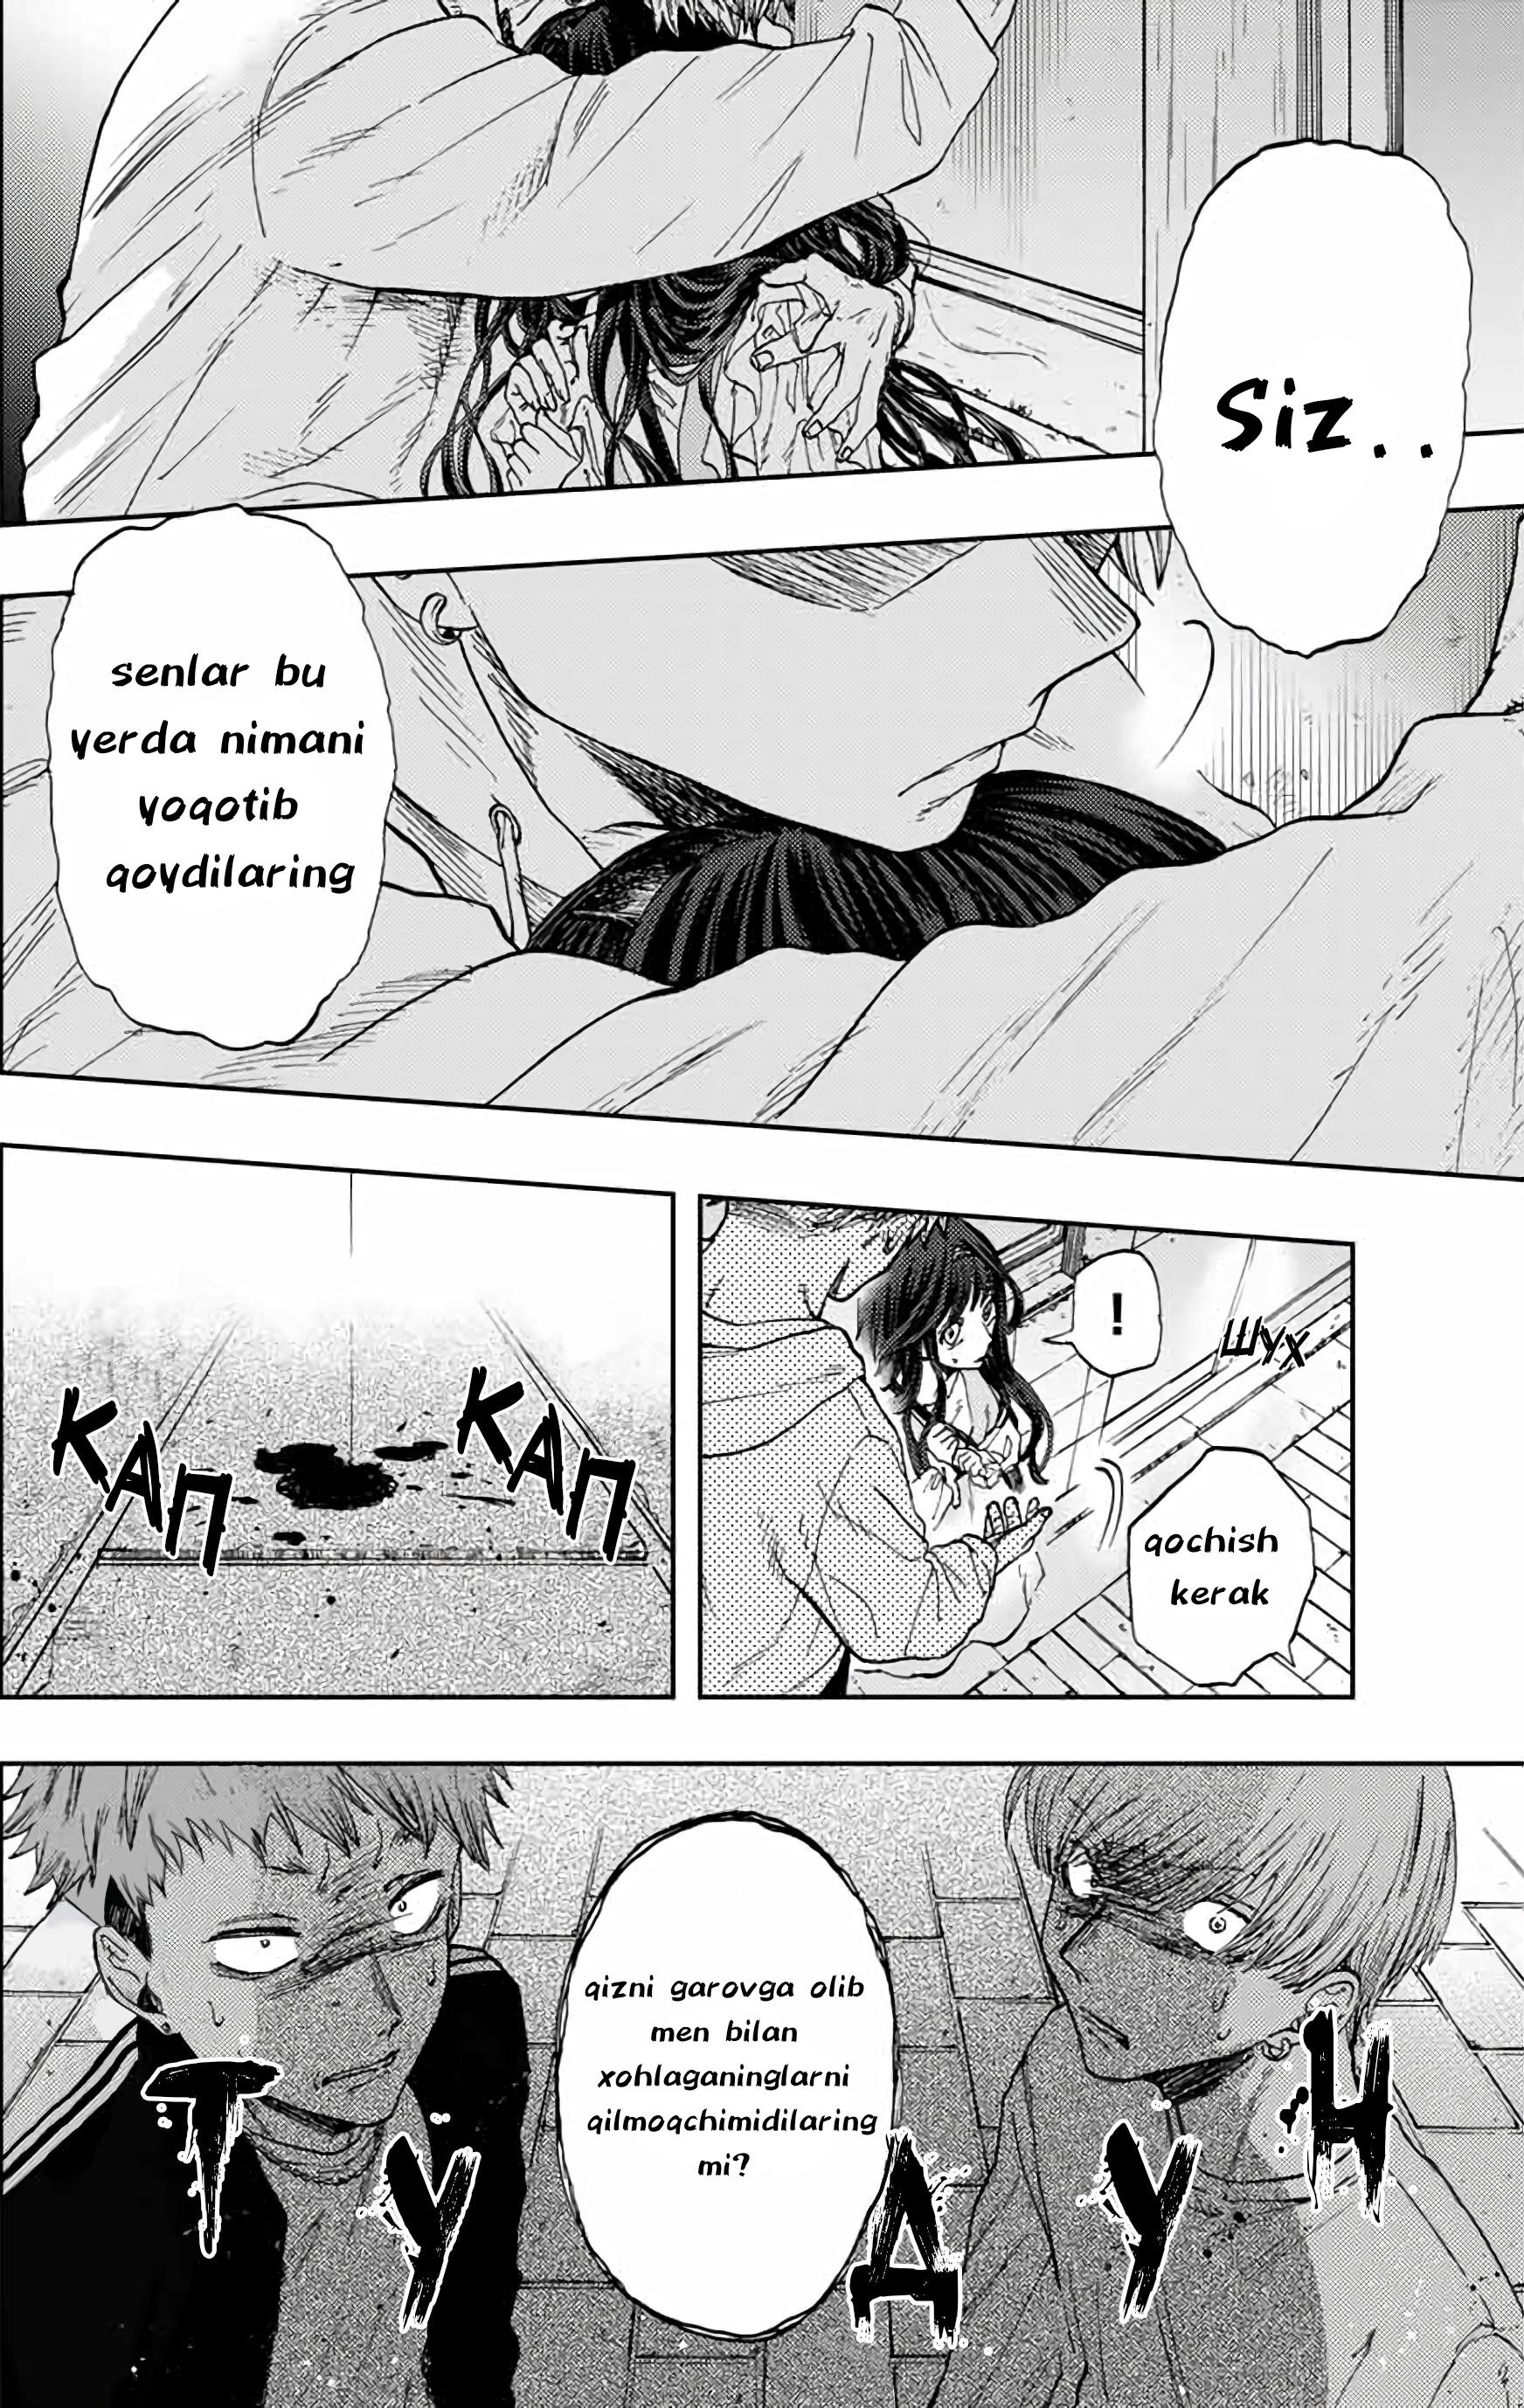 Siz..
senlar bu
yerda nimani
yoqotib
qoydilaring
КАП
КАП
!
ШУХ
qochish
kerak
qizni garovga olib
men bilan
xohlaganinglarni
qilmoqchimidilaring
mi?
ТУДУН